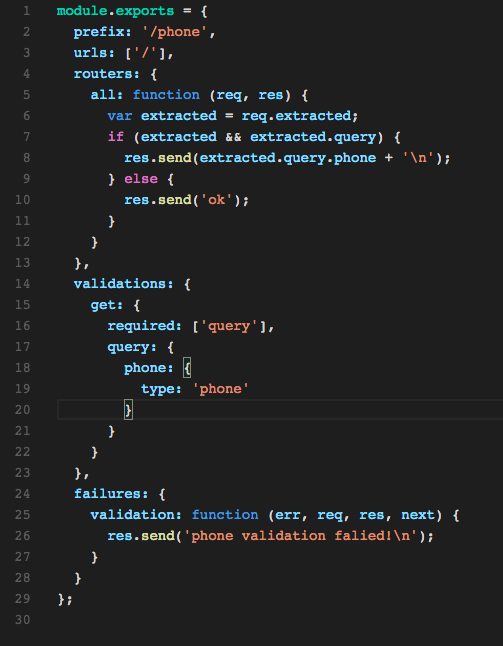 1 module.exports = {
2   prefix: '/phone',
3   urls: ['/'],
4   routers: {
5     all: function (req, res) {
6       var extracted = req.extracted;
7       if (extracted && extracted.query) {
8         res.send(extracted.query.phone + '\n');
9       } else {
10         res.send('ok');
11       }
12     }
13   },
14   validations: {
15     get: {
16       required: ['query'],
17       query: {
18         phone: {
19           type: 'phone'
20         }
21       }
22     }
23   },
24   failures: {
25     validation: function (err, req, res, next) {
26       res.send('phone validation falied!\n');
27     }
28   }
29 };
30